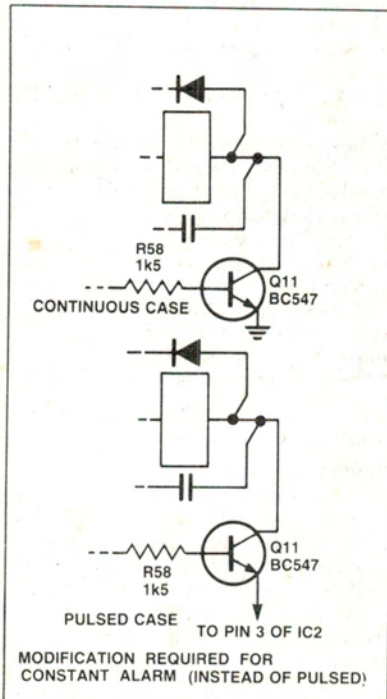 R58
1k5
Q11
BC547
CONTINUOUS CASE
Q11
BC547
R58
1k5
PULSED CASE
TO PIN 3 OF IC2
MODIFICATION REQUIRED FOR
CONSTANT ALARM (INSTEAD OF PULSED)